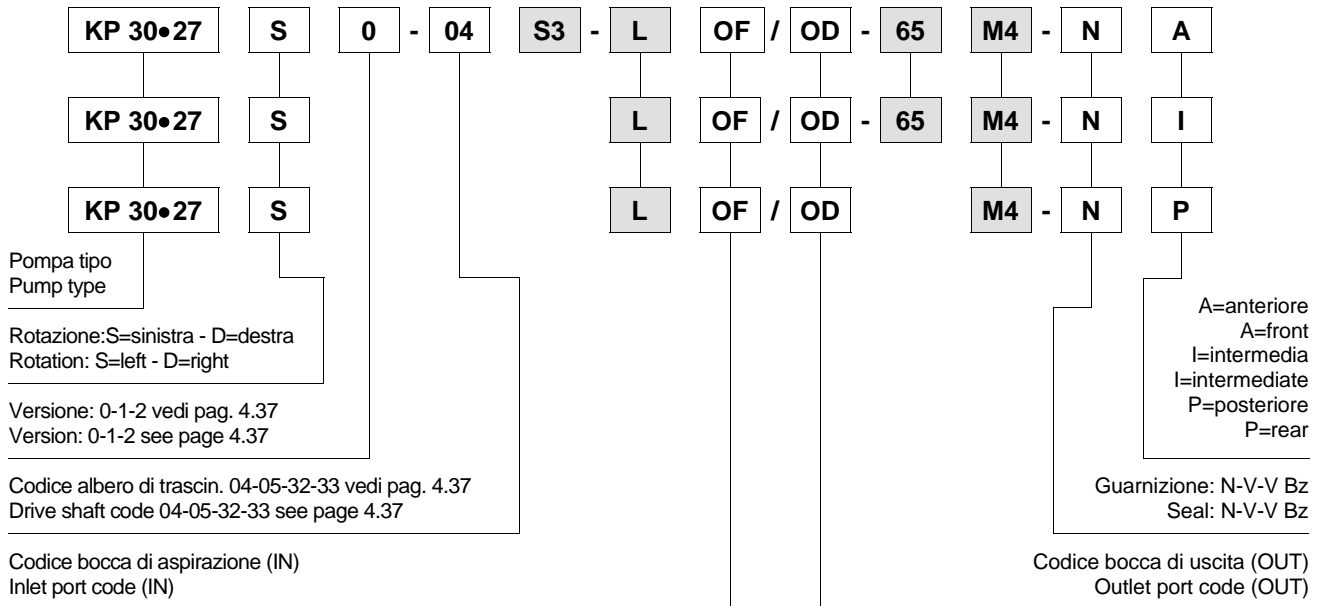 KP 30•27 S 0 - 04 S3 - L OF / OD - 65 M4 - N A
KP 30•27 S L OF / OD - 65 M4 - N I
KP 30•27 S L OF / OD M4 - N P
Pompa tipo
Pump type
Rotazione:S=sinistra - D=destra
Rotation: S=left - D=right
Versione: 0-1-2 vedi pag. 4.37
Version: 0-1-2 see page 4.37
Codice albero di trascin. 04-05-32-33 vedi pag. 4.37
Drive shaft code 04-05-32-33 see page 4.37
Codice bocca di aspirazione (IN)
Inlet port code (IN)
A=anteriore
A=front
I=intermedia
I=intermediate
P=posteriore
P=rear
Guarnizione: N-V-V Bz
Seal: N-V-V Bz
Codice bocca di uscita (OUT)
Outlet port code (OUT)